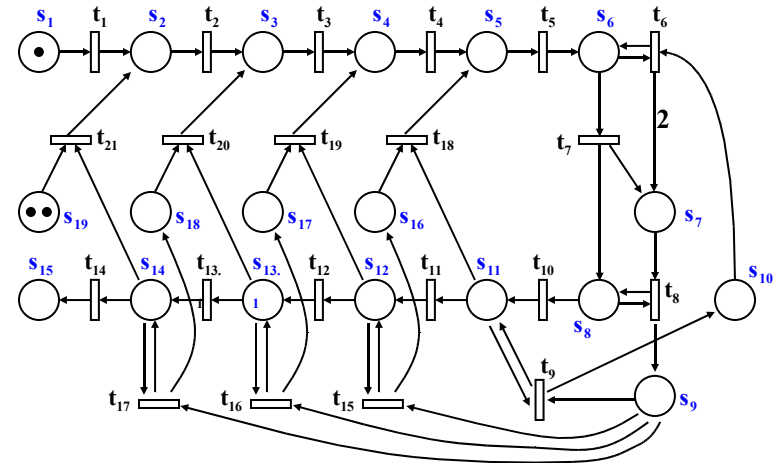 s1 t1 s2 t2 s3 t3 s4 t4 s5 t5 s6 t6
2
t21 t20 t19 t18 t7
s19 s18 s17 s16 s7
s15 t14 s14 t13. s13. t12 s12 t11 s11 t10 s8 t8 s10
1 1
t9
t17 t16 t15 s9